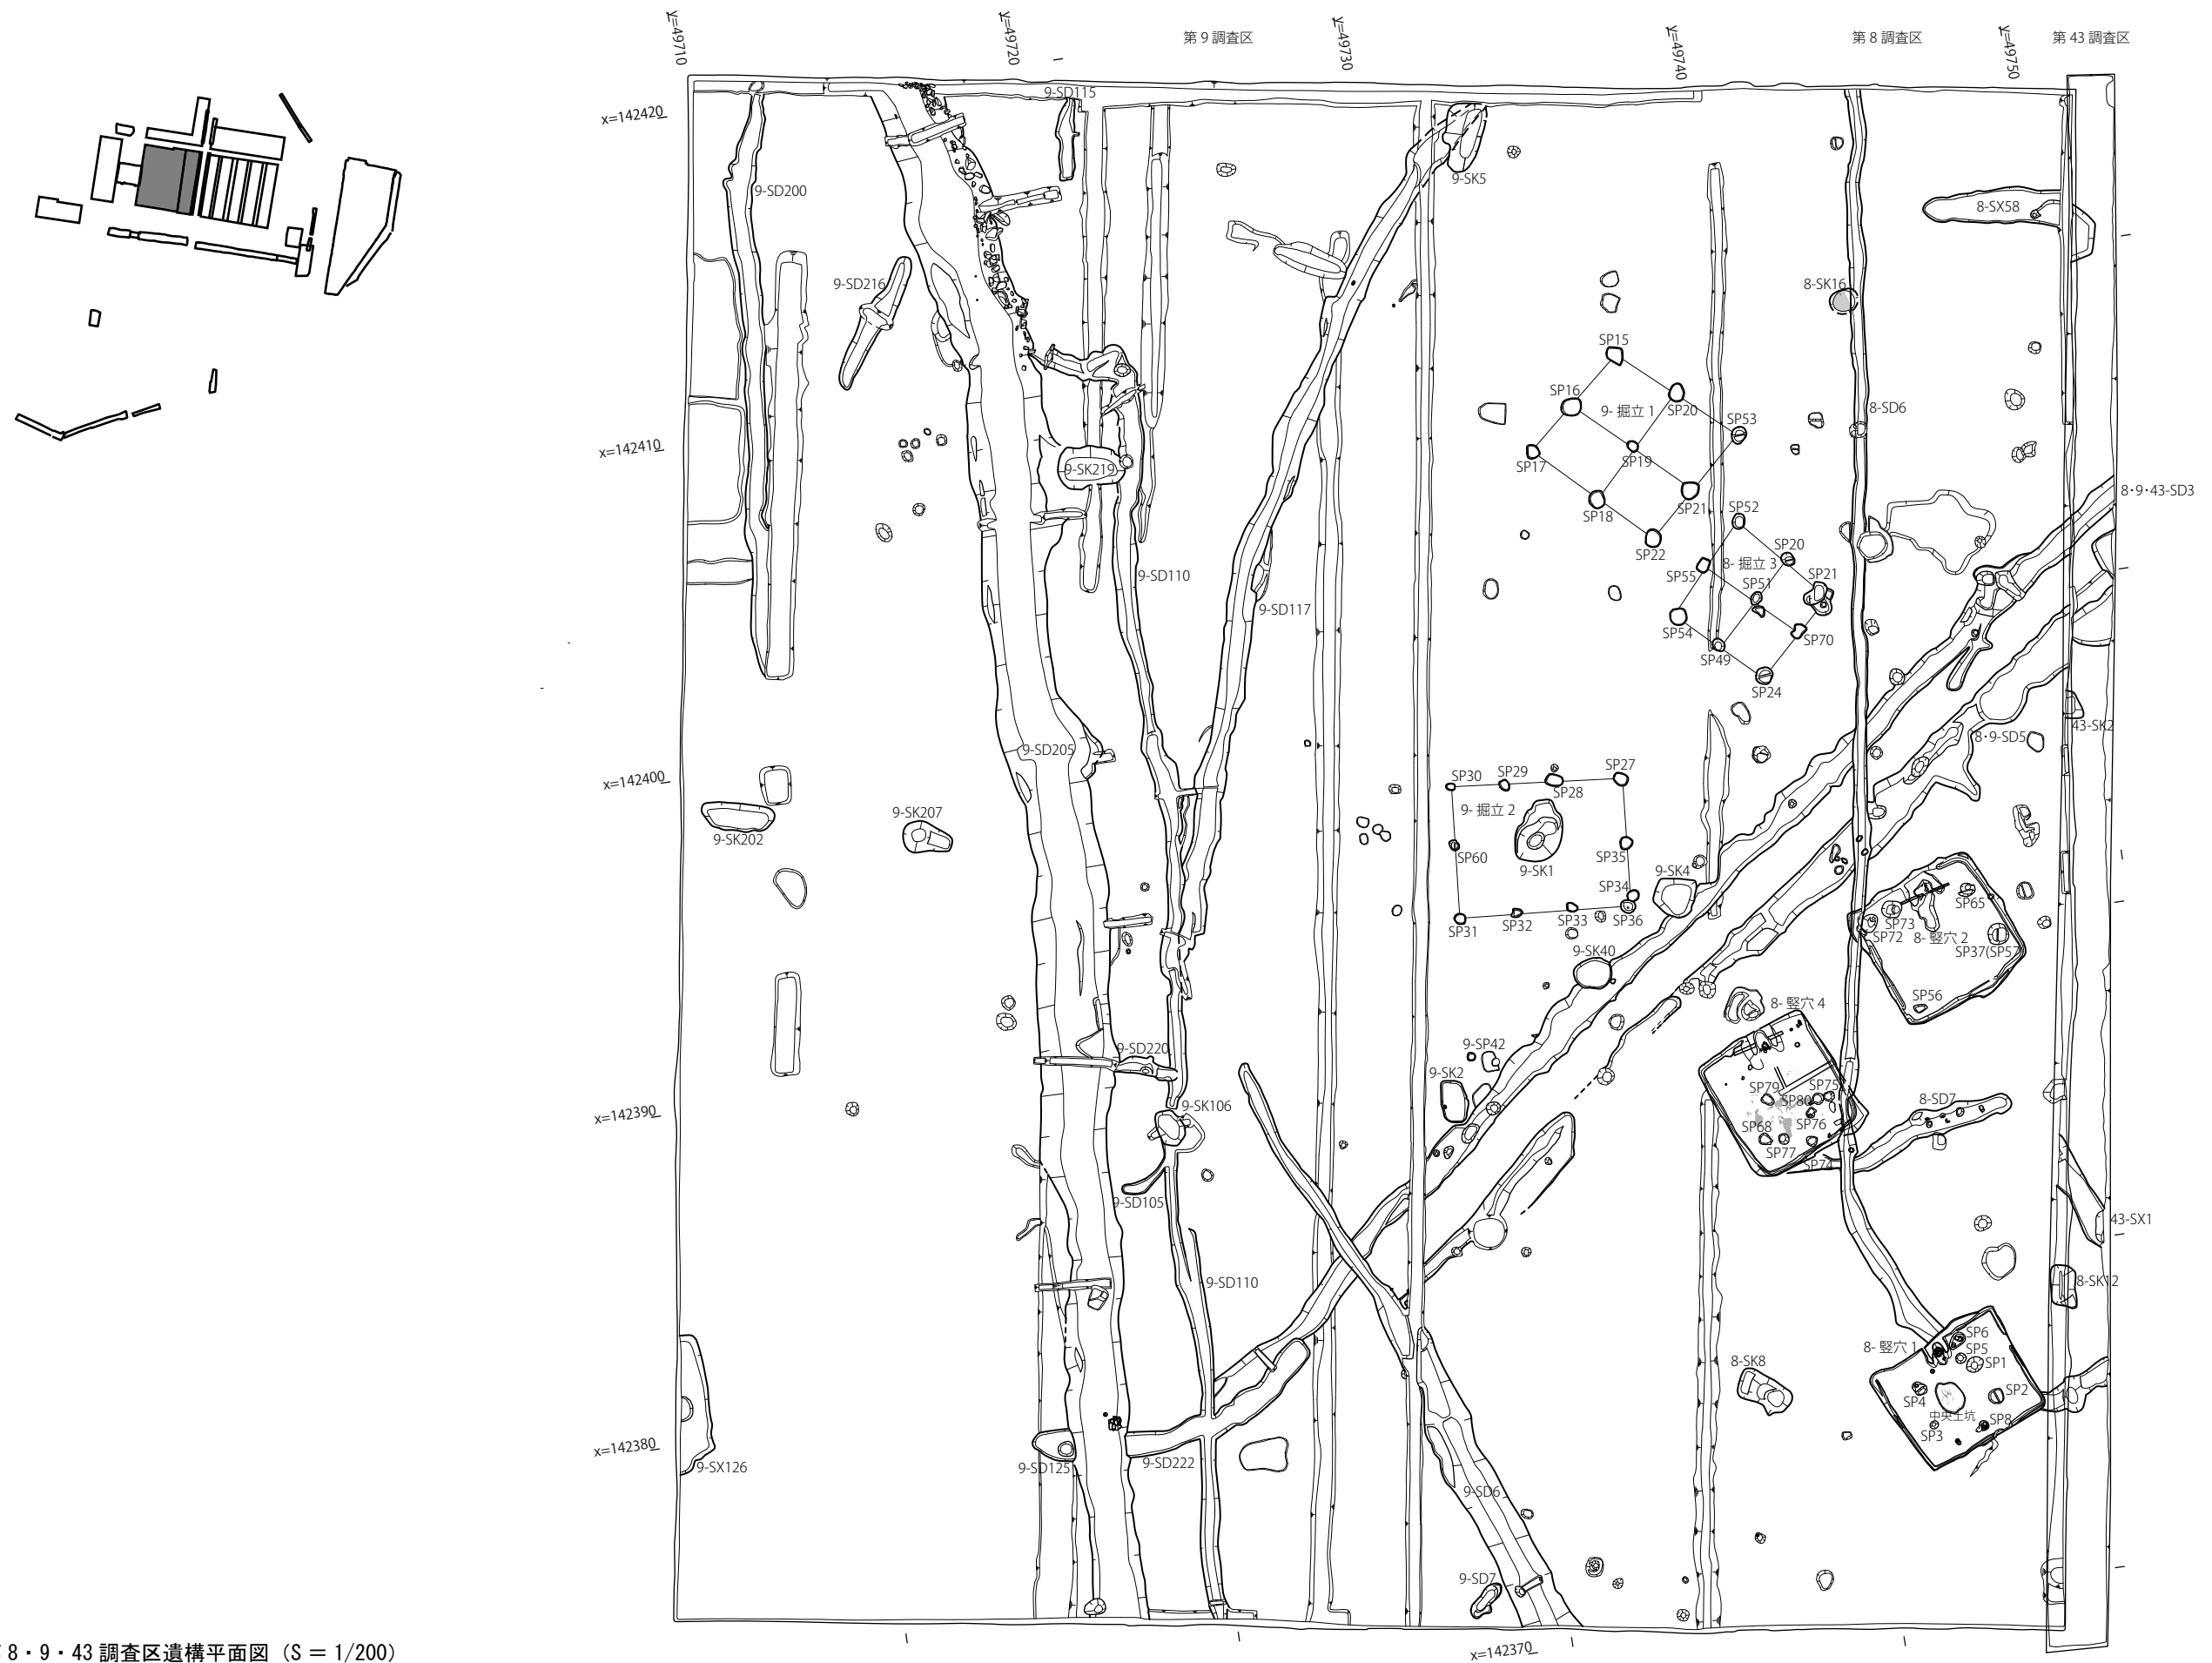 y=49710
y=49720
第 9 調査区
y=49730
y=49740
第 8 調査区
y=49750
第 43 調査区
x=142420
9-SD115
9-SK5
9-SD200
8-SX58
9-SD216
8-SK16
SP15
SP16
9- 掘立 1
SP20
SP53
8-SD6
x=142410
SP17
SP19
9-SK219
SP18
SP21
SP22
SP52
8・9・43-SD3
SP20
8- 掘立 3
SP55
SP51
SP21
9-SD110
9-SD117
SP54
SP70
SP49
SP24
43-SK2
8・9-SD5
9-SD205
x=142400
SP30
SP29
SP28
SP27
9- 掘立 2
9-SK202
9-SK207
SP60
9-SK1
SP35
9-SK4
SP34
SP31
SP32
SP33
SP36
SP65
SP73
SP72
8- 竪穴 2
SP37(SP57)
9-SK40
SP56
8- 竪穴 4
9-SD220
9-SP42
9-SK2
SP79
SP75
SP80
8-SD7
x=142390
9-SK106
SP68
SP76
SP77
SP74
9-SD105
43-SX1
9-SD110
8-SK12
8- 竪穴 1
SP6
SP5
SP1
8-SK8
SP4
SP2
中央土坑
SP8
SP3
x=142380
9-SX126
9-SD125
9-SD222
9-SD6
9-SD7
x=142370
8・9・43 調査区遺構平面図（S ＝ 1/200）